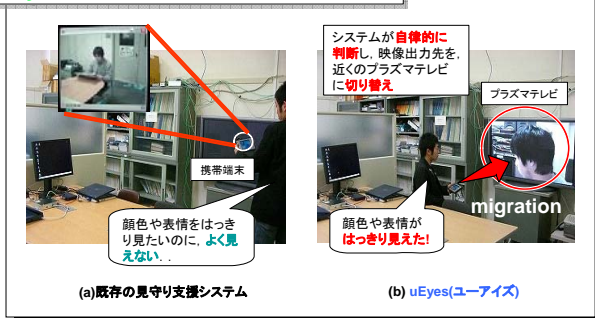 携帯端末
顔色や表情をはっき
り見たいのに, よく見
えない. .
(a)既存の見守り支援システム
システムが自律的に
判断し, 映像出力先を,
近くのプラズマテレビ
に切り替え
プラズマテレビ
migration
顔色や表情が
はっきり見えた!
(b) uEyes(ユーアイズ)